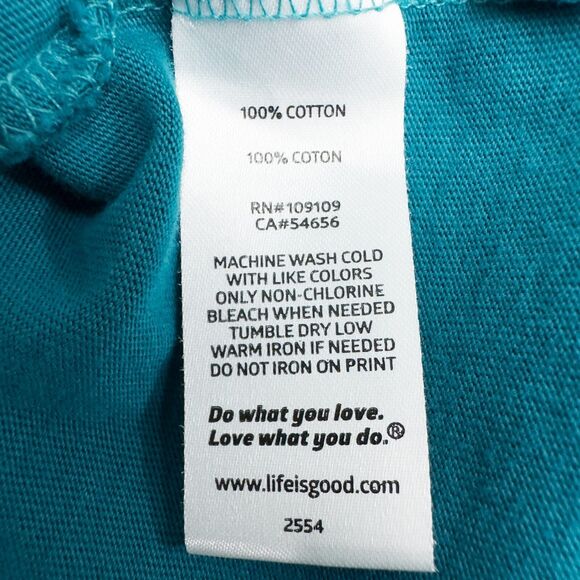 100% COTTON
100% COTON
RN#109109
CA#54656
MACHINE WASH COLD
WITH LIKE COLORS
ONLY NON-CHLORINE
BLEACH WHEN NEEDED
TUMBLE DRY LOW
WARM IRON IF NEEDED
DO NOT IRON ON PRINT
Do what you love.
Love what you do.®
www.lifeisgood.com
2554